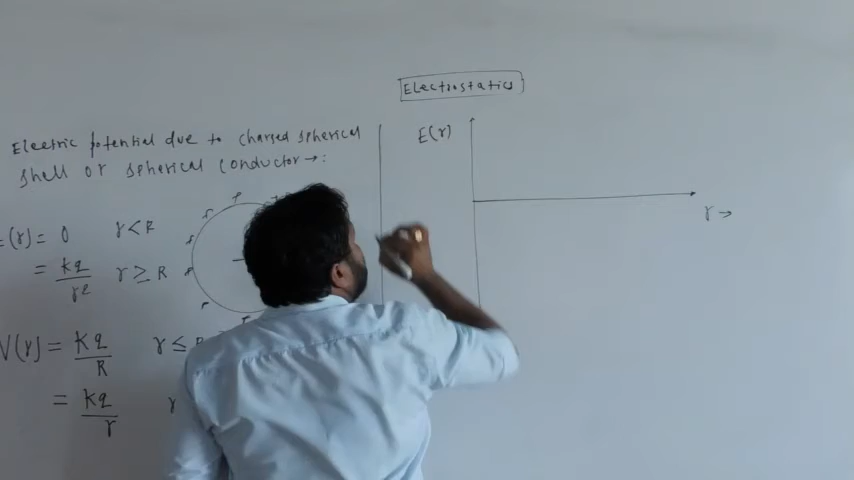 Electrostatics
Electric potential due to charged spherical
shell or spherical conductor →:
E(r) = 0 r < R
= kq/r² r ≥ R
V(r) = kq/R r ≤ R
= kq/r r
E(r)
r →